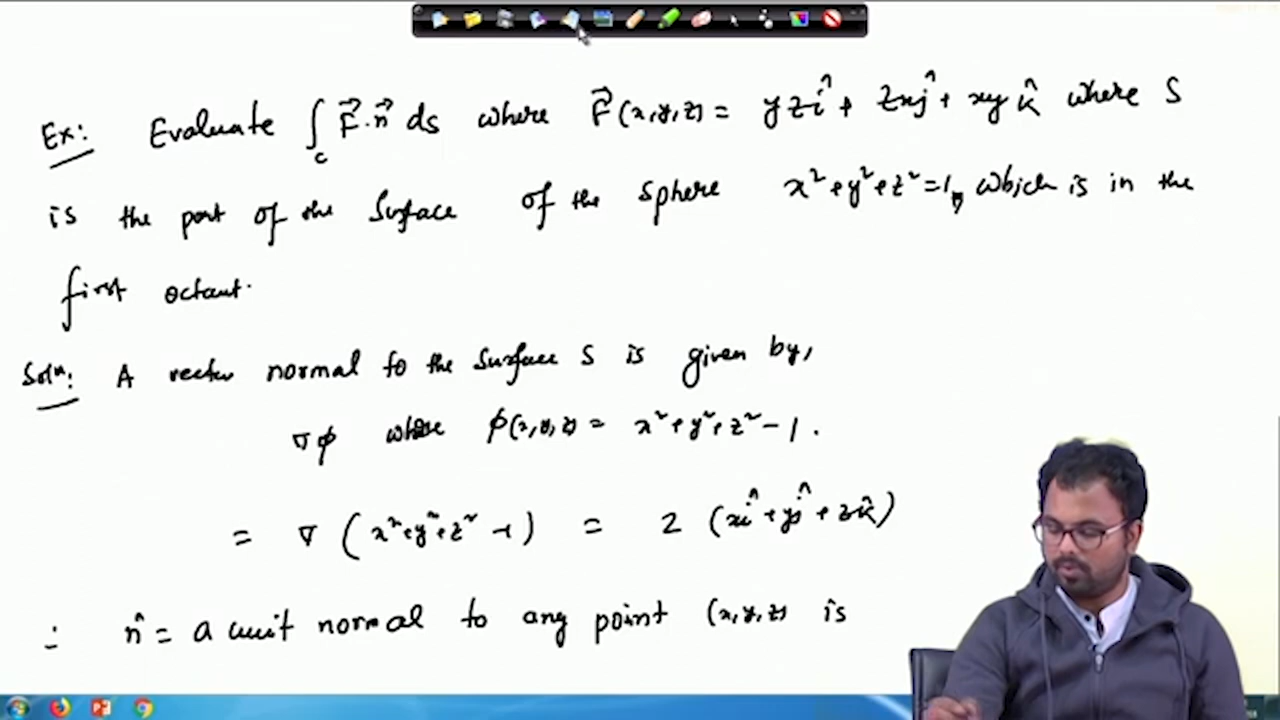 Ex: Evaluate ∫_C F⃗.n⃗ ds where F⃗(x,y,z) = yz î + zx ĵ + xy k̂ where S
is the part of the surface of the sphere x²+y²+z²=1, which is in the
first octant.
Solⁿ: A vector normal to the surface S is given by,
∇φ where φ(x,y,z) = x²+y²+z²-1.
= ∇(x²+y²+z²-1) = 2(xî+yĵ+zk̂)
∴ n̂ = a unit normal to any point (x,y,z) is